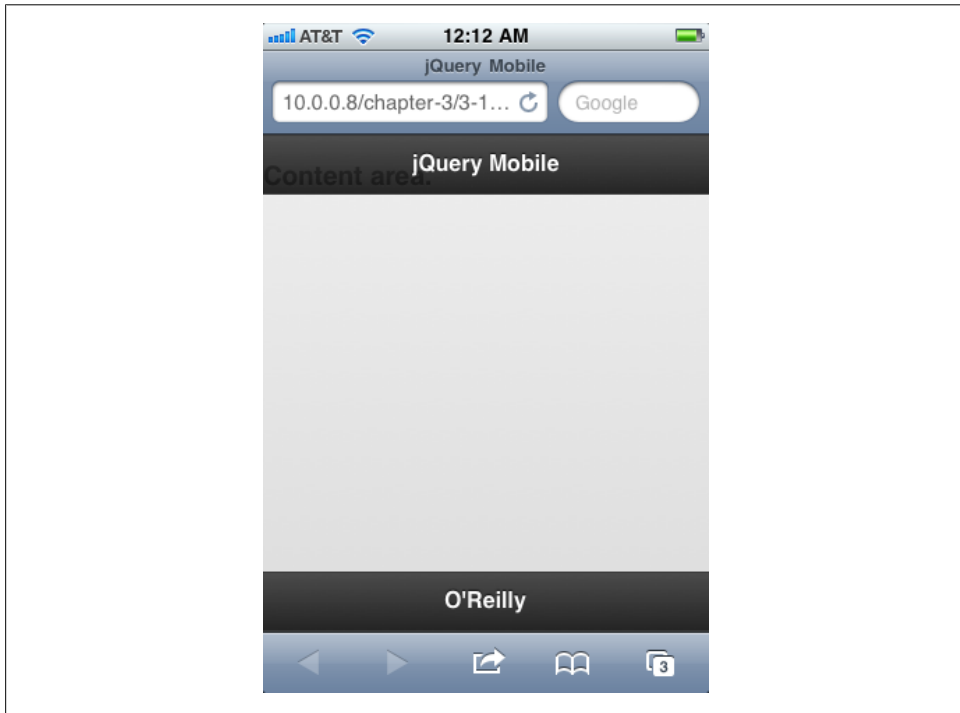 AT&T 12:12 AM
jQuery Mobile
10.0.0.8/chapter-3/3-1... Google
jQuery Mobile
Content area.
O'Reilly
3